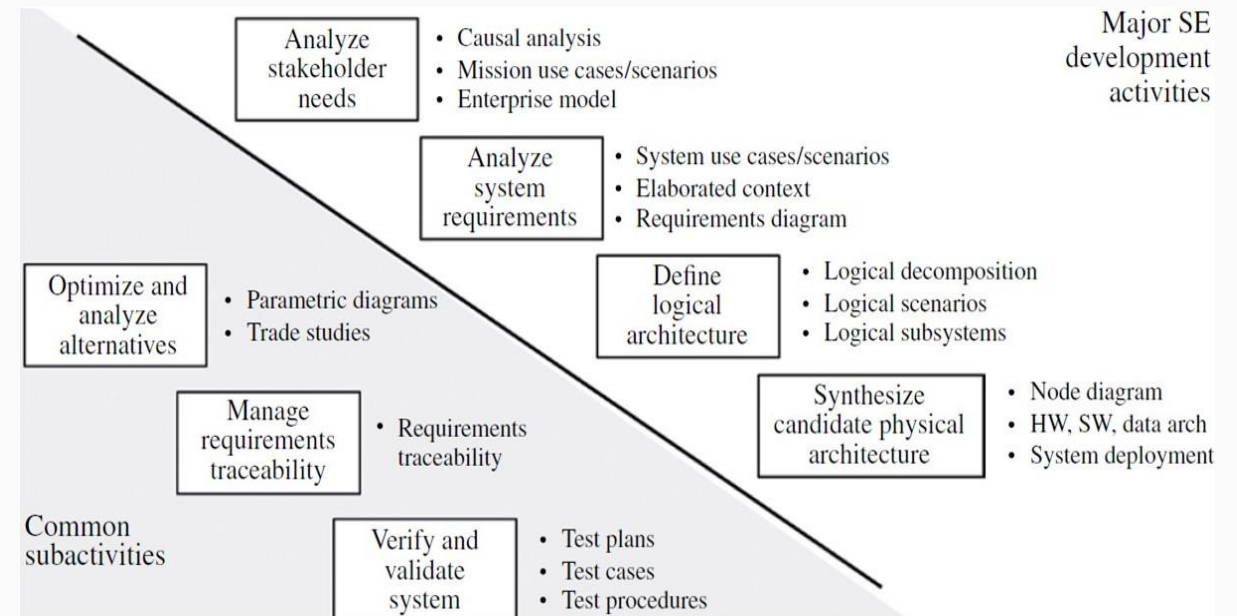 Major SE
development
activities
Analyze
stakeholder
needs
• Causal analysis
• Mission use cases/scenarios
• Enterprise model
Analyze
system
requirements
• System use cases/scenarios
• Elaborated context
• Requirements diagram
Define
logical
architecture
• Logical decomposition
• Logical scenarios
• Logical subsystems
Synthesize
candidate physical
architecture
• Node diagram
• HW, SW, data arch
• System deployment
Optimize and
analyze
alternatives
• Parametric diagrams
• Trade studies
Manage
requirements
traceability
• Requirements
traceability
Common
subactivities
Verify and
validate
system
• Test plans
• Test cases
• Test procedures